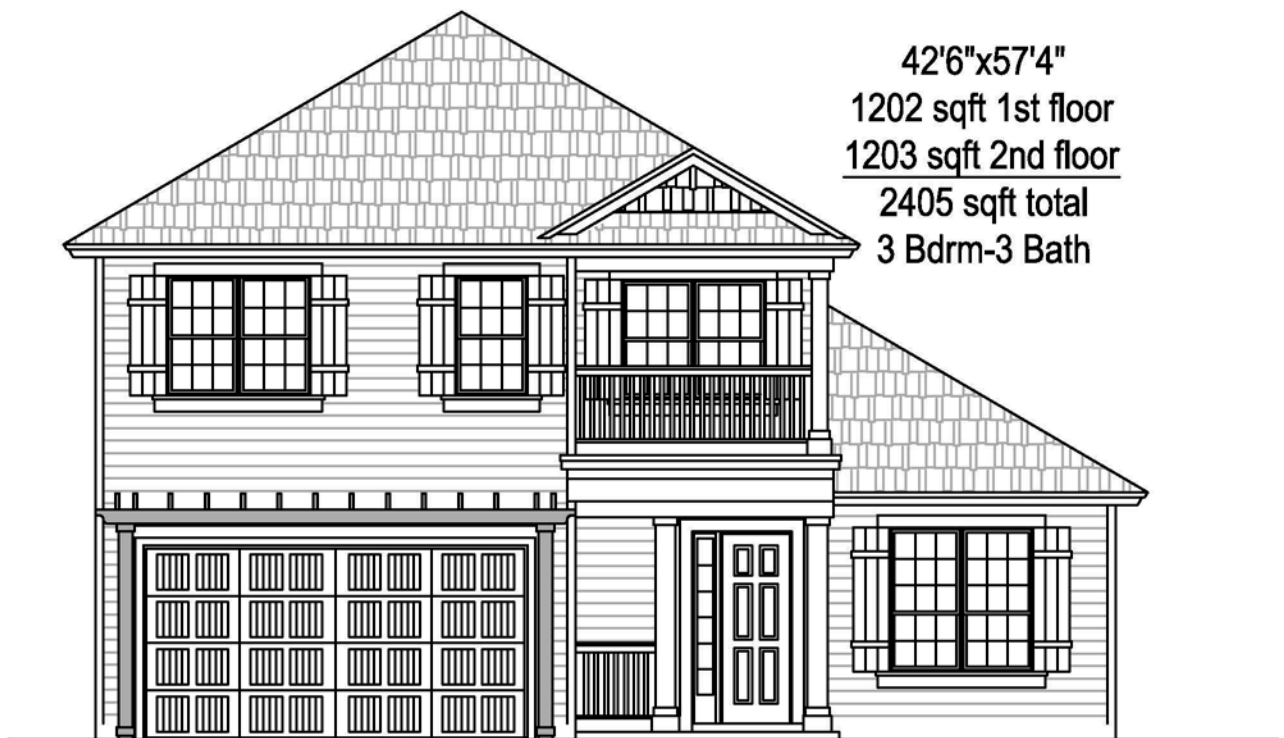 42'6"x57'4"
1202 sqft 1st floor
1203 sqft 2nd floor
2405 sqft total
3 Bdrm-3 Bath